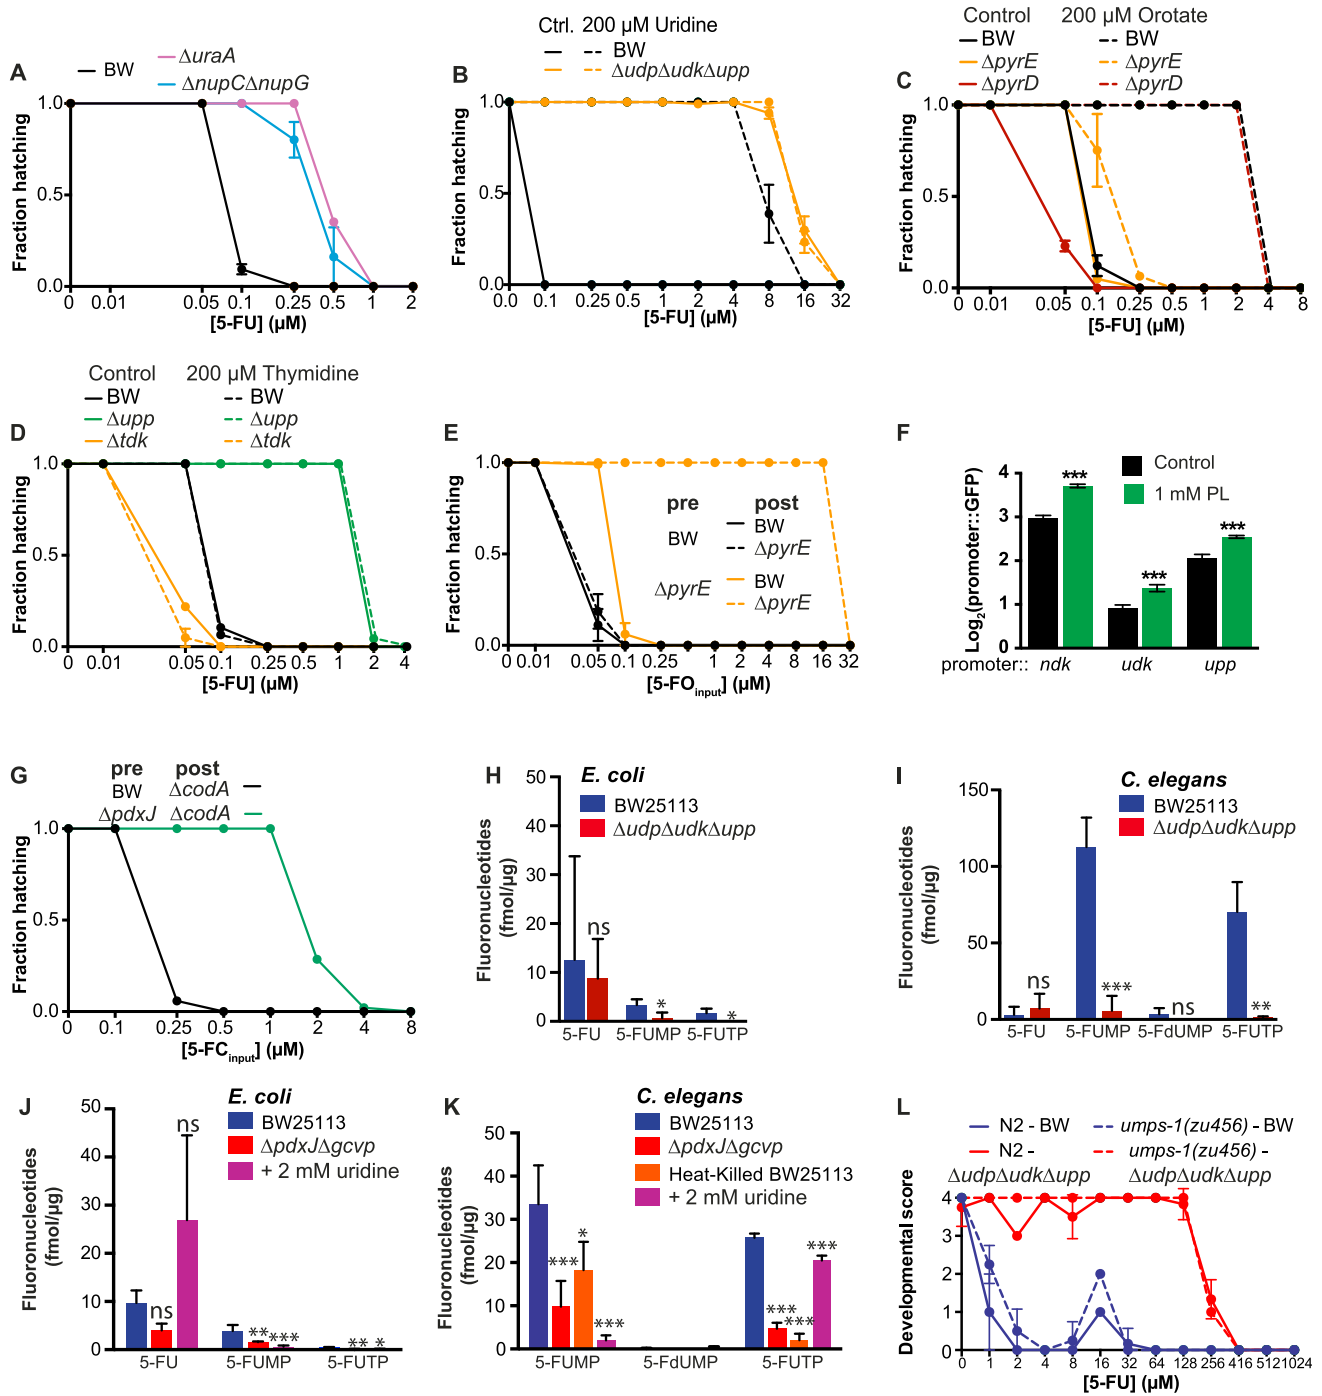 A
BW
ΔuraA
ΔnupCΔnupG
Fraction hatching
1.0
0.5
0.0
0 0.01 0.05 0.1 0.25 0.5 1 2
[5-FU] (µM)
B
Ctrl. 200 µM Uridine
BW
ΔudpΔudkΔupp
Fraction hatching
1.0
0.5
0.0
0 0.1 0.25 0.5 1 2 4 8 16 32
[5-FU] (µM)
C
Control 200 µM Orotate
BW BW
ΔpyrE ΔpyrE
ΔpyrD ΔpyrD
Fraction hatching
1.0
0.5
0.0
0 0.01 0.05 0.1 0.25 0.5 1 2 4 8
[5-FU] (µM)
D
Control 200 µM Thymidine
BW BW
Δupp Δupp
Δtdk Δtdk
Fraction hatching
1.0
0.5
0.0
0 0.01 0.05 0.1 0.25 0.5 1 2 4
[5-FU] (µM)
E
pre post
BW BW
ΔpyrE
ΔpyrE BW
ΔpyrE
Fraction hatching
1.0
0.5
0.0
0 0.01 0.05 0.1 0.25 1 2 4 8 16 32
[5-FOinput] (µM)
F
Control
1 mM PL
Log2(promoter::GFP)
4
3
2
1
0
*** *** ***
promoter:: ndk udk upp
G
pre post
BW ΔcodA
ΔpdxJ ΔcodA
Fraction hatching
1.0
0.5
0.0
0 0.1 0.25 0.5 1 2 4 8
[5-FCinput] (µM)
H
E. coli
BW25113
ΔudpΔudkΔupp
Fluoronucleotides
(fmol/µg)
50
40
30
20
10
0
ns * *
5-FU 5-FUMP 5-FUTP
I
C. elegans
BW25113
ΔudpΔudkΔupp
Fluoronucleotides
(fmol/µg)
150
100
50
0
ns *** ns **
5-FU 5-FUMP 5-FdUMP 5-FUTP
J
E. coli
BW25113
ΔpdxJΔgcvp
+ 2 mM uridine
Fluoronucleotides
(fmol/µg)
50
40
30
20
10
0
ns ns ** *** ** *
5-FU 5-FUMP 5-FUTP
K
C. elegans
BW25113
ΔpdxJΔgcvp
Heat-Killed BW25113
+ 2 mM uridine
Fluoronucleotides
(fmol/µg)
50
40
30
20
10
0
*** * *** *** *** ***
5-FUMP 5-FdUMP 5-FUTP
L
N2 - BW umps-1(zu456) - BW
N2 - umps-1(zu456) -
ΔudpΔudkΔupp ΔudpΔudkΔupp
Developmental score
4
3
2
1
0
0 1 2 4 8 16 32 64 128 256 416 512 1024
[5-FU] (µM)